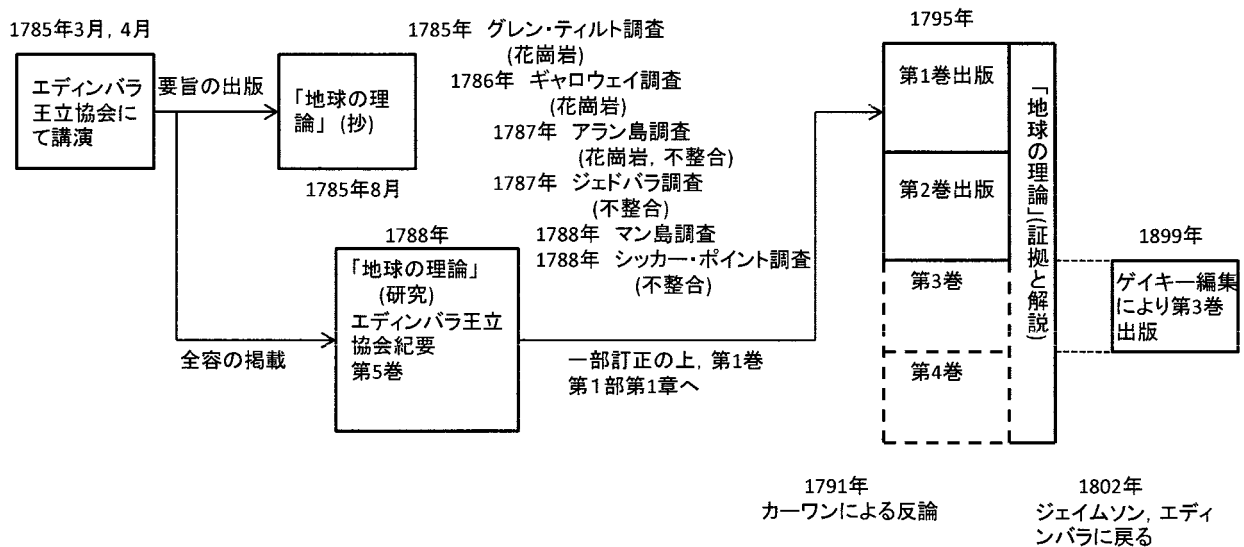 1785年3月，4月
エディンバラ
王立協会に
て講演
要旨の出版
「地球の理
論」（抄）
1785年8月
全容の掲載
1788年
「地球の理論」
(研究)
エディンバラ王立
協会紀要
第5巻
1785年 グレン・ティルト調査
(花崗岩)
1786年 ギャロウェイ調査
(花崗岩)
1787年 アラン島調査
(花崗岩，不整合)
1787年 ジェドバラ調査
(不整合)
1788年 マン島調査
1788年 シッカー・ポイント調査
(不整合)
一部訂正の上，第1巻
第1部第1章へ
1795年
第1巻出版
第2巻出版
第3巻
第4巻
「地球の理論」(証拠と解説)
1899年
ゲイキー編集
により第3巻
出版
1791年
カーワンによる反論
1802年
ジェイムソン，エディ
ンバラに戻る